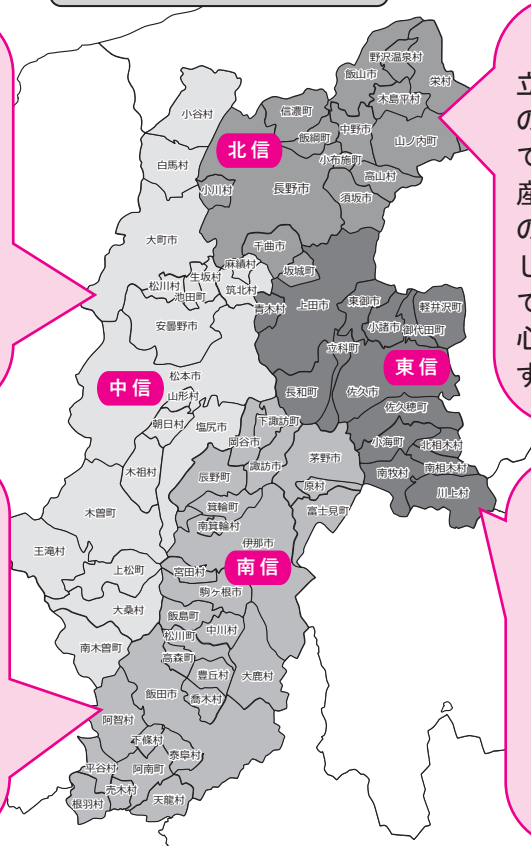 野沢温泉村
飯山市
栄村
木島平村
小谷村
信濃町
中野市
山ノ内町
飯綱町
北信
小布施町
白馬村
高山村
小川村
長野市
須坂市
大町市
千曲市
麻績村
坂城町
生坂村
松川村
池田町
筑北村
青木村
上田市
東御市
軽井沢町
安曇野市
小諸市
御代田町
立科町
東信
松本市
中信
山形村
長和町
佐久市
佐久穂町
朝日村
塩尻市
下諏訪町
岡谷市
小海町
北相木村
茅野市
諏訪市
南相木村
木祖村
辰野町
南牧村
原村
川上村
箕輪町
富士見町
木曽町
南箕輪村
伊那市
王滝村
南信
上松町
宮田村
駒ヶ根市
大桑村
飯島町
中川村
松川町
南木曽町
高森町
豊丘村
大鹿村
飯田市
喬木村
阿智村
下條村
泰阜村
平谷村
阿南町
売木村
天龍村
根羽村
立
の
て
産
の
し
て
心
す